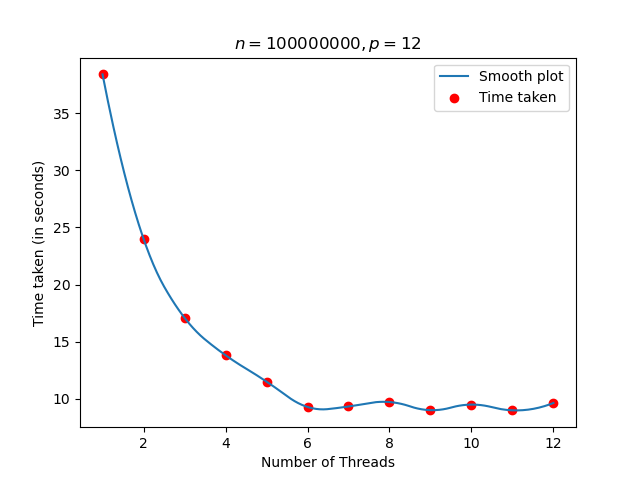 n = 100000000, p = 12
Smooth plot
Time taken
Time taken (in seconds)
35
30
25
20
15
10
2 4 6 8 10 12
Number of Threads